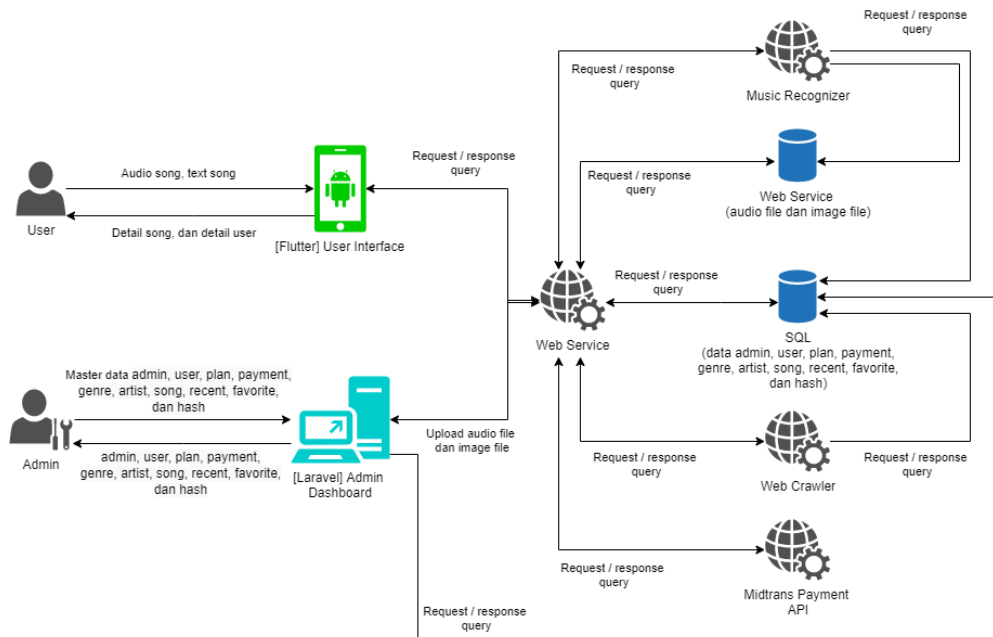 Request / response
query
Request / response
query
Music Recognizer
Request / response
query
Audio song, text song
Request / response
query
Web Service
(audio file dan image file)
User
Detail song, dan detail user
[Flutter] User Interface
Request / response
query
Web Service
SQL
(data admin, user, plan, payment,
genre, artist, song, recent, favorite,
dan hash)
Master data admin, user, plan, payment,
genre, artist, song, recent, favorite,
dan hash
Upload audio file
dan image file
Admin
admin, user, plan, payment,
genre, artist, song, recent, favorite,
dan hash
[Laravel] Admin
Dashboard
Request / response
query
Request / response
query
Web Crawler
Request / response
query
Midtrans Payment
API
Request / response
query